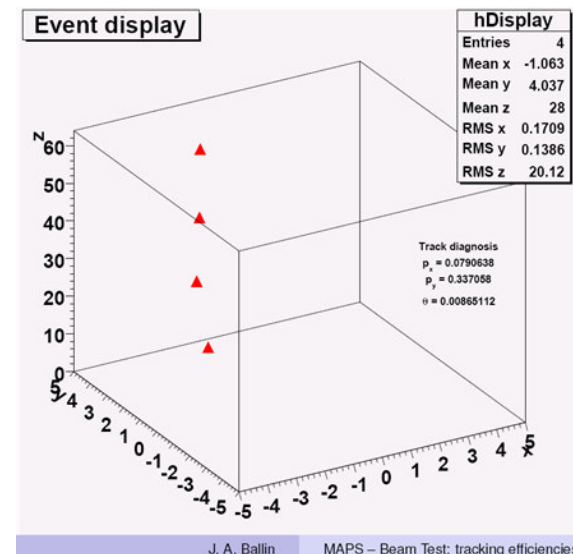 Event display
hDisplay
Entries 4
Mean x -1.063
Mean y 4.037
Mean z 28
RMS x 0.1709
RMS y 0.1386
RMS z 20.12
z
60
50
40
30
20
10
0
Track diagnosis
p_x = 0.0790638
p_y = 0.337058
θ = 0.00865112
5 4 3 2 1 0 -1 -2 -3 -4 -5
y
-5 -4 -3 -2 -1 0 1 2 3 4 5
x
J. A. Ballin MAPS – Beam Test: tracking efficiencies